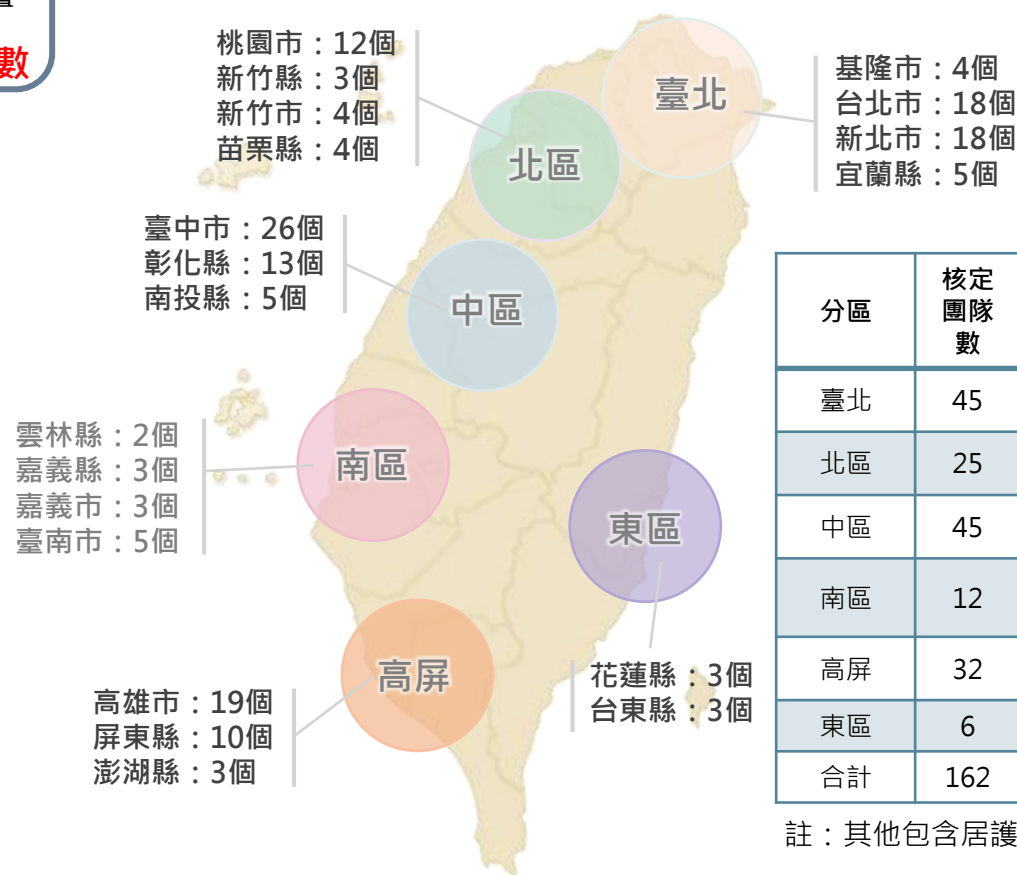 數
桃園市：12個
新竹縣：3個
新竹市：4個
苗栗縣：4個
臺北
基隆市：4個
台北市：18個
新北市：18個
宜蘭縣：5個
北區
臺中市：26個
彰化縣：13個
南投縣：5個
中區
雲林縣：2個
嘉義縣：3個
嘉義市：3個
臺南市：5個
南區
東區
花蓮縣：3個
台東縣：3個
高屏
高雄市：19個
屏東縣：10個
澎湖縣：3個
分區 核定團隊數
臺北 45
北區 25
中區 45
南區 12
高屏 32
東區 6
合計 162
註：其他包含居護